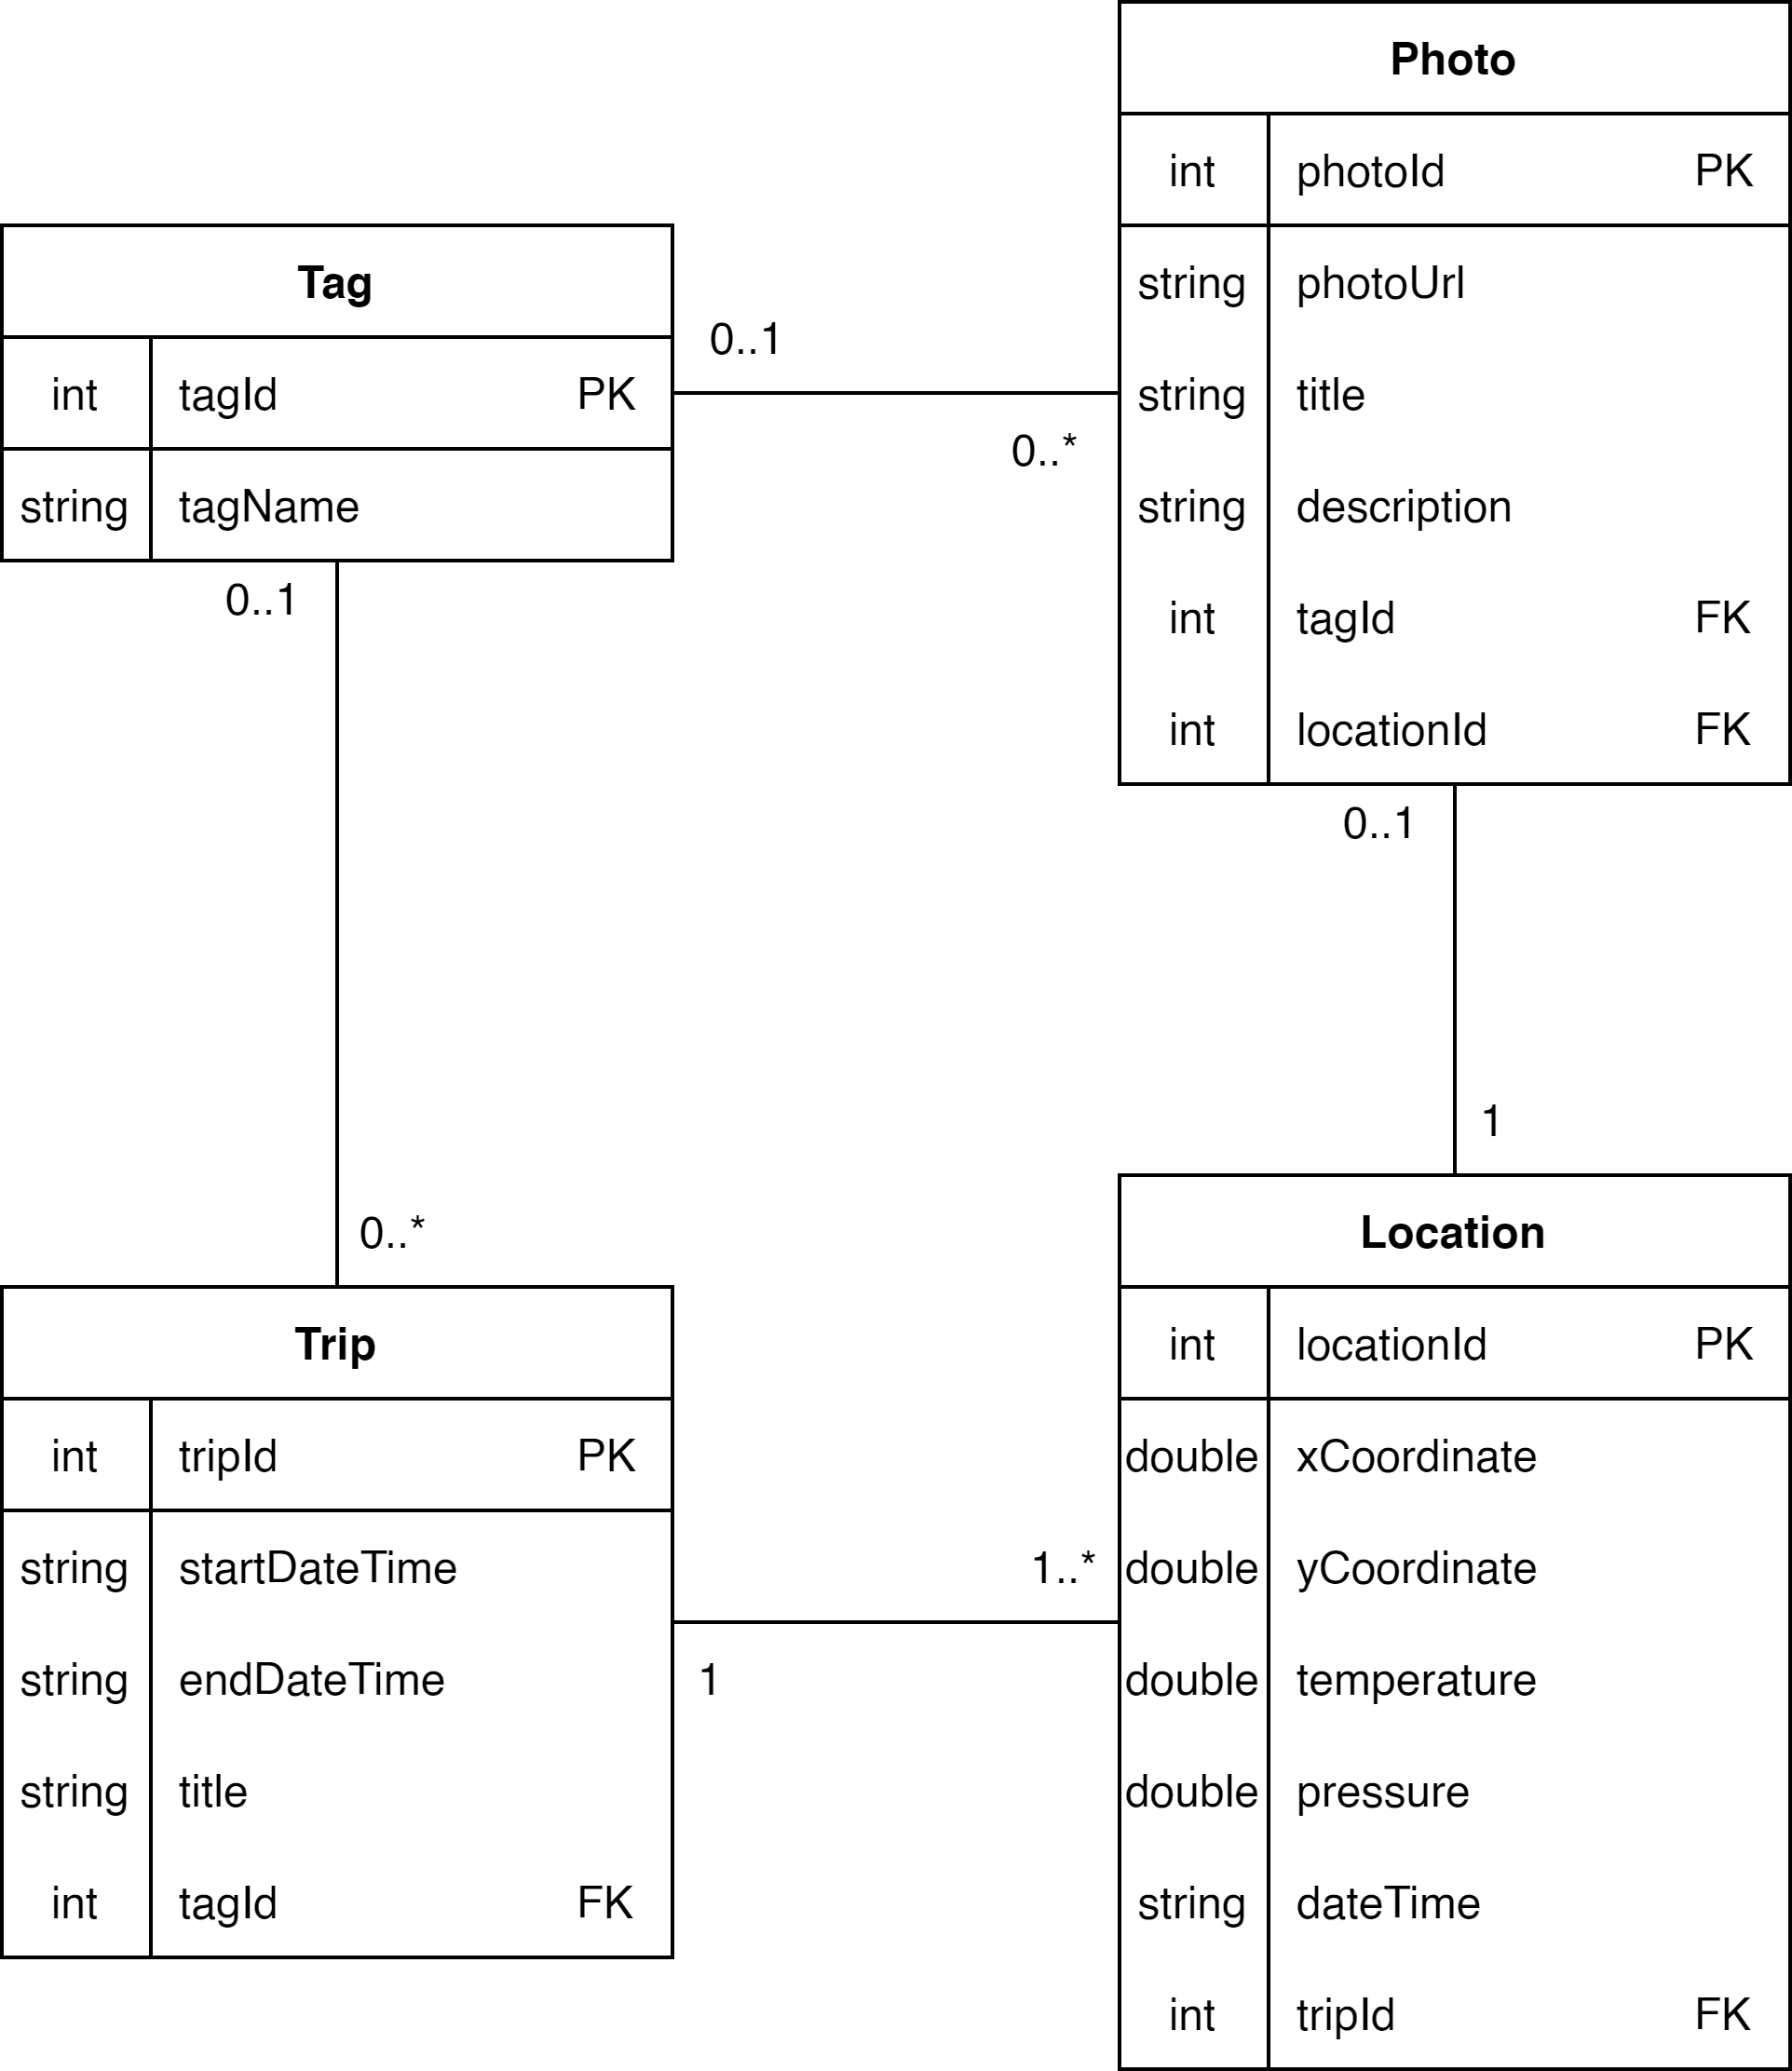 Photo
int photoId PK
string photoUrl
string title
string description
int tagId FK
int locationId FK
Tag
int tagId PK
string tagName
0..1
0..*
0..1
0..*
0..1
1
Trip
int tripId PK
string startDateTime
string endDateTime
string title
int tagId FK
1..*
1
Location
int locationId PK
double xCoordinate
double yCoordinate
double temperature
double pressure
string dateTime
int tripId FK